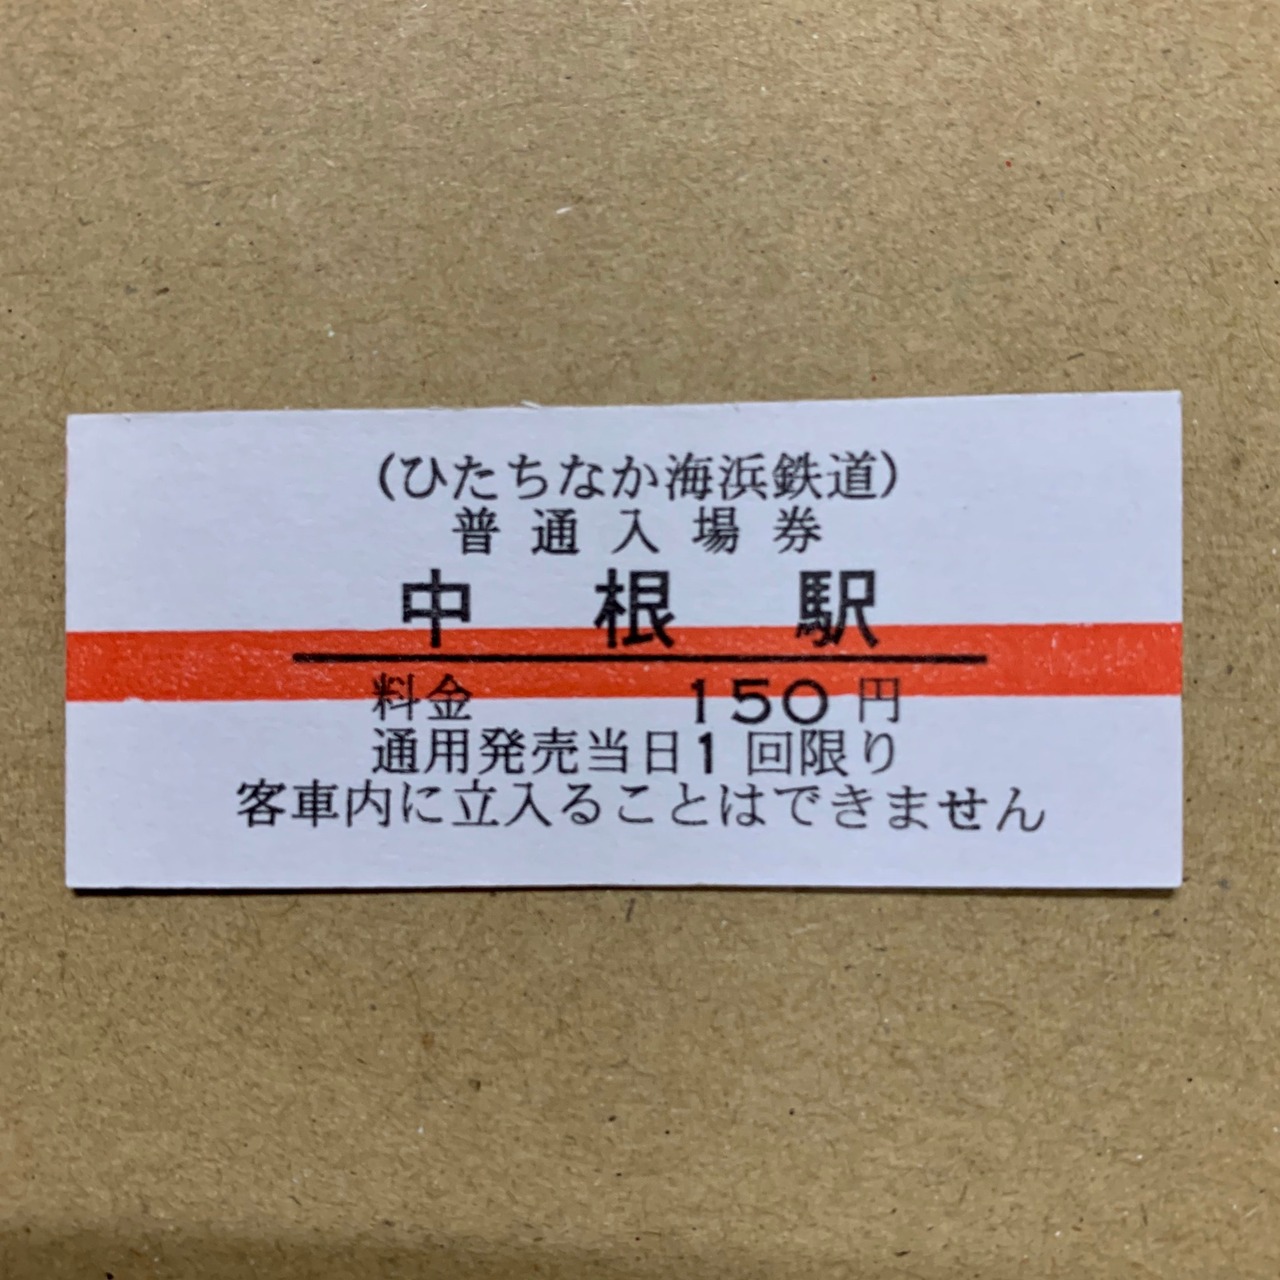 (ひたちなか海浜鉄道)
普通入場券
中根駅
料金 150円
通用発売当日1回限り
客車内に立入ることはできません